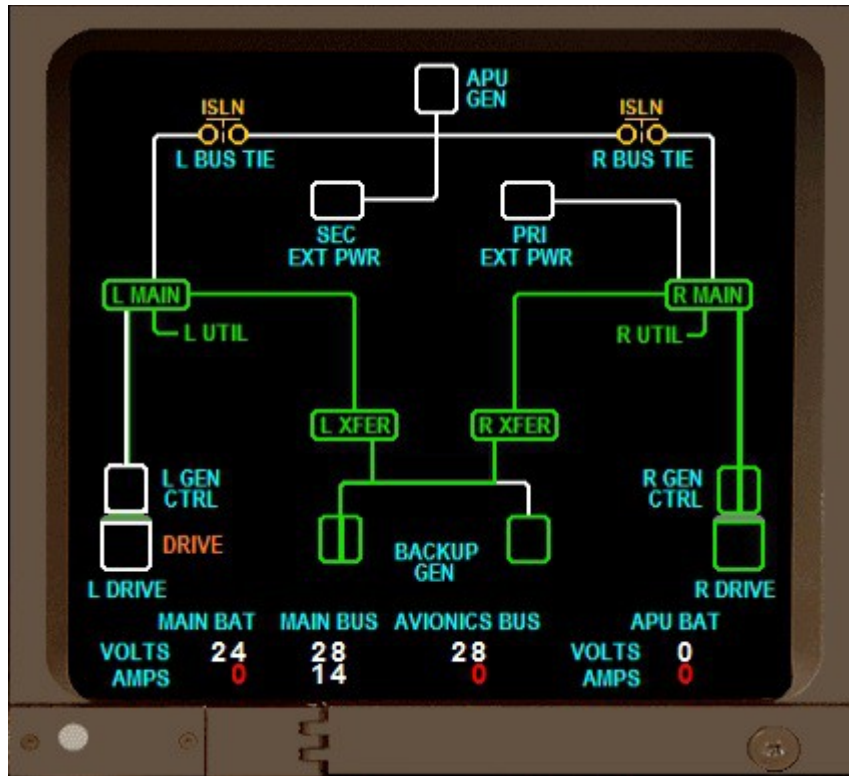 APU
GEN
ISLN
ISLN
L BUS TIE
R BUS TIE
SEC
EXT PWR
PRI
EXT PWR
L MAIN
R MAIN
L UTIL
R UTIL
L XFER
R XFER
L GEN
CTRL
R GEN
CTRL
DRIVE
BACKUP
GEN
L DRIVE
R DRIVE
MAIN BAT MAIN BUS AVIONICS BUS APU BAT
VOLTS 24 28 28 VOLTS 0
AMPS 0 14 0 AMPS 0